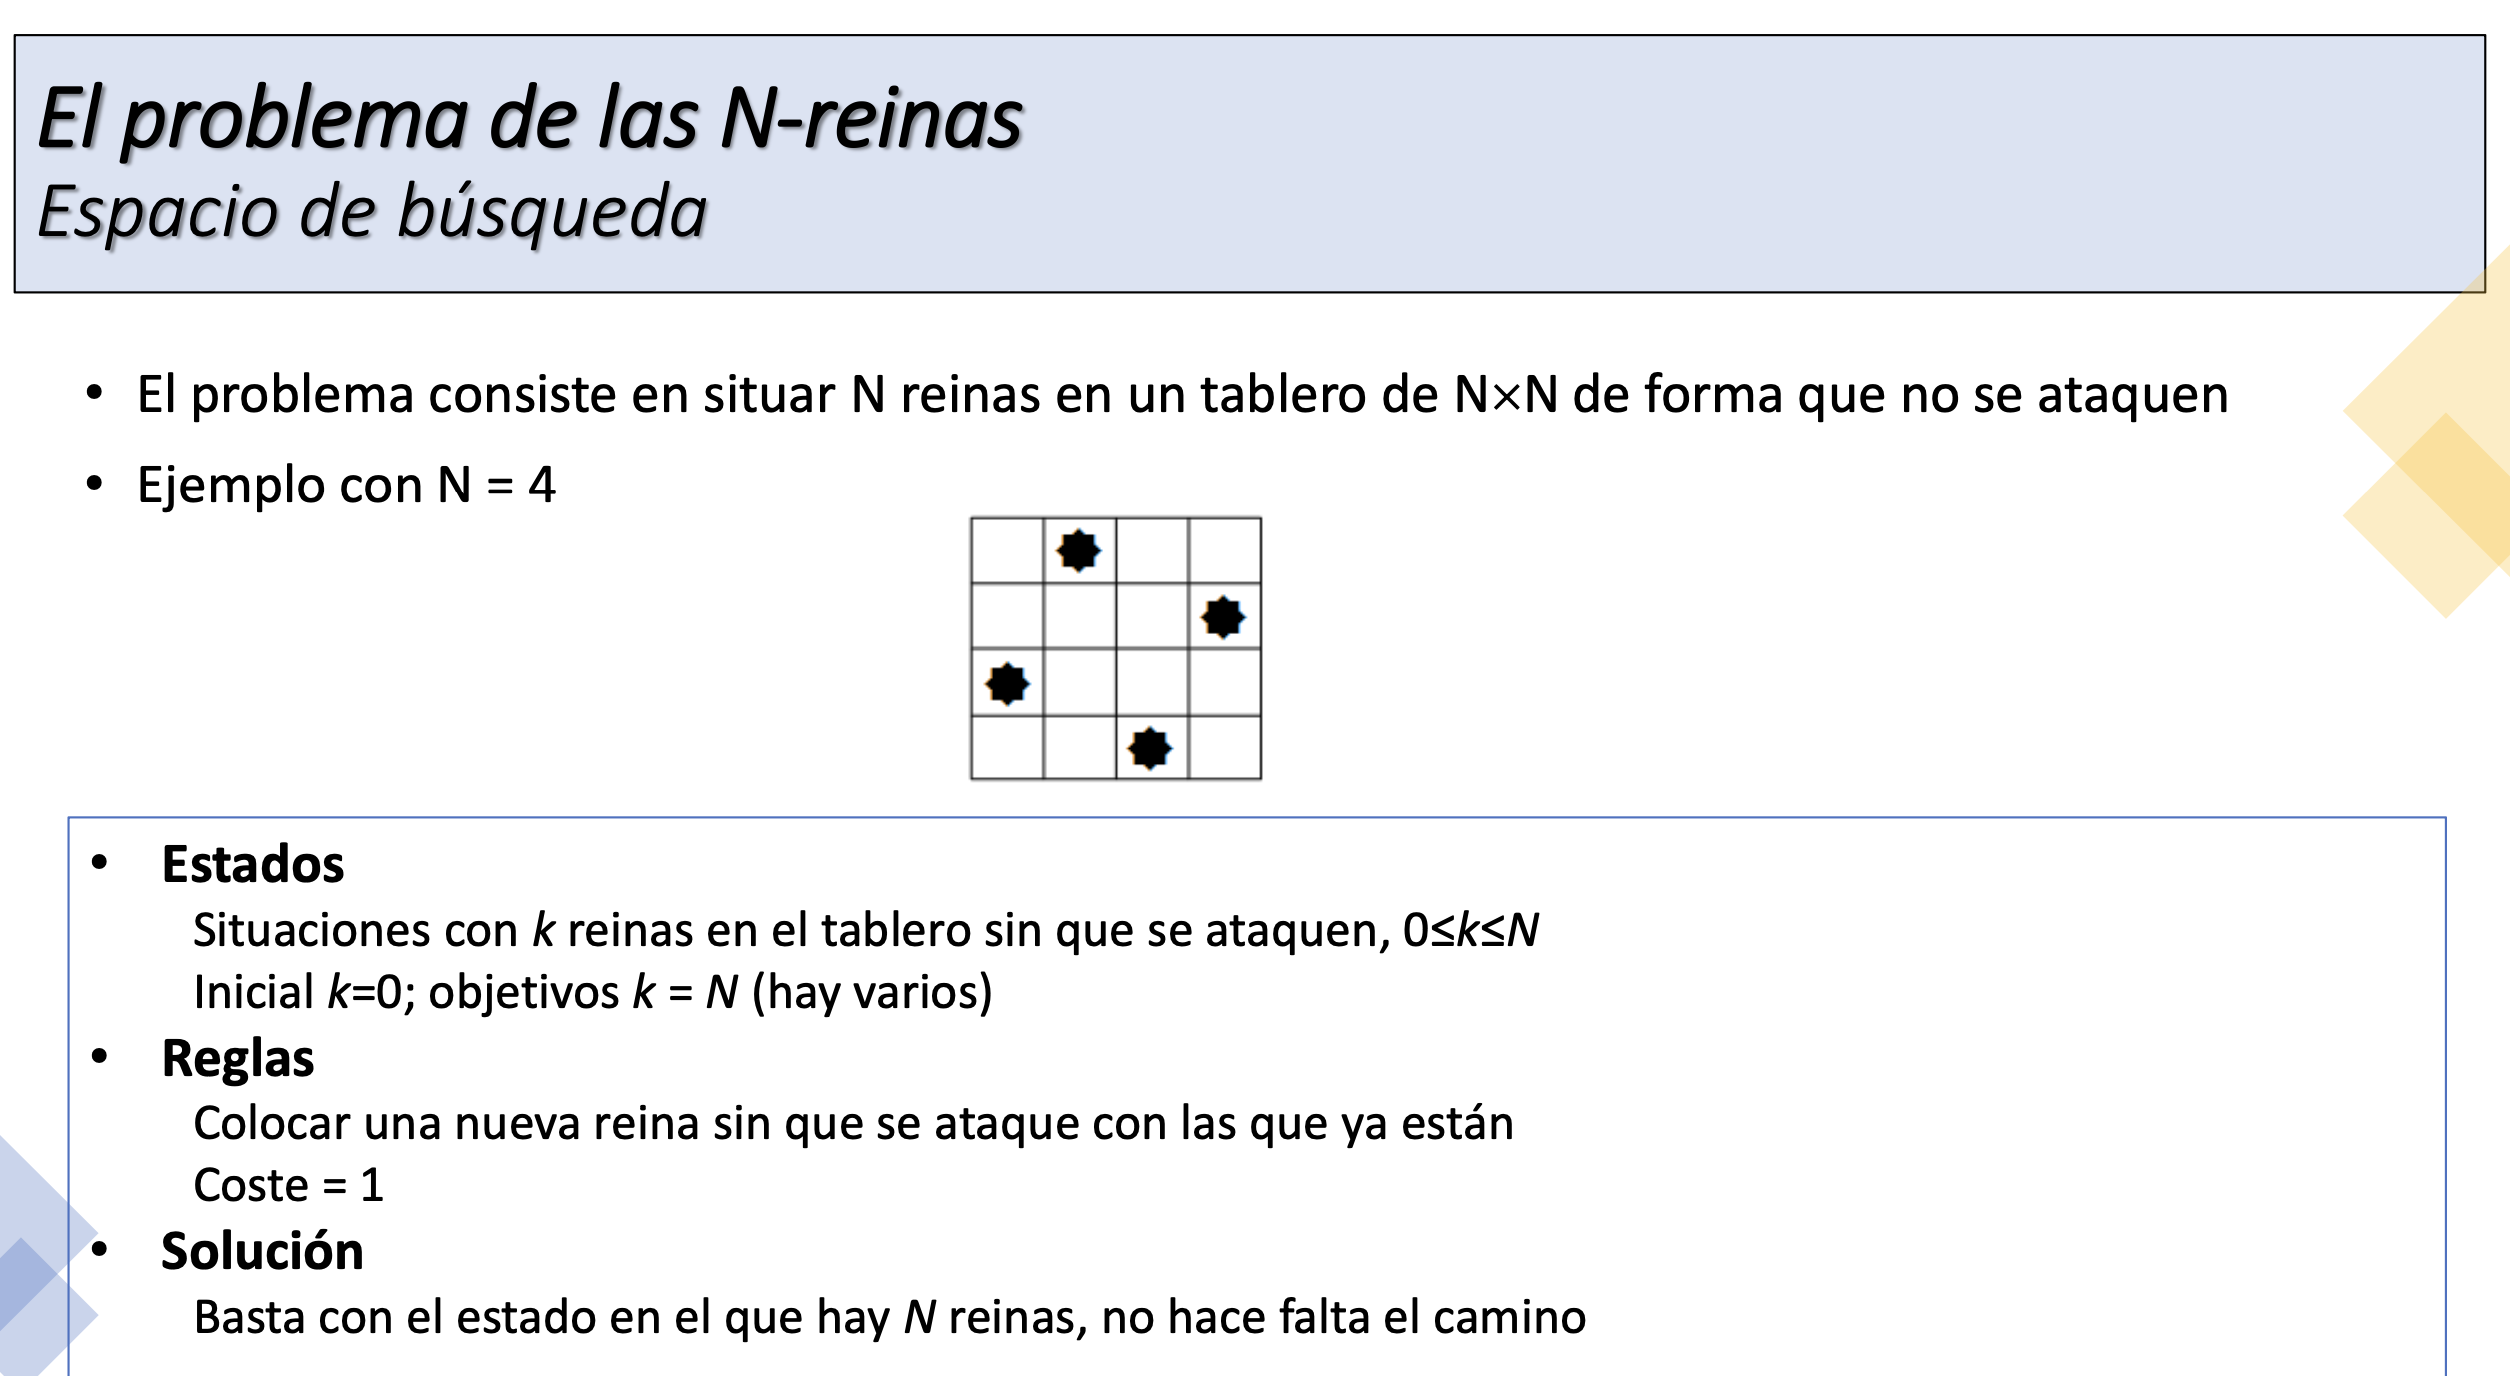 El problema de las N-reinas
Espacio de búsqueda
• El problema consiste en situar N reinas en un tablero de N×N de forma que no se ataquen
• Ejemplo con N = 4
• Estados
Situaciones con k reinas en el tablero sin que se ataquen, 0≤k≤N
Inicial k=0; objetivos k = N (hay varios)
• Reglas
Colocar una nueva reina sin que se ataque con las que ya están
Coste = 1
• Solución
Basta con el estado en el que hay N reinas, no hace falta el camino